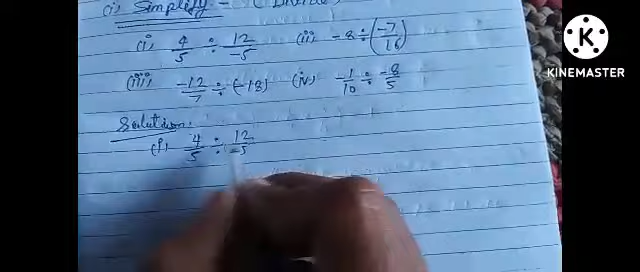 (i) Simplify - (Divide)
(i) 4/5 ÷ 12/-5 (ii) -8 ÷ (-7/16)
(iii) -12/7 ÷ (-18) (iv) -1/10 ÷ -8/5
Solution:
(i) 4/5 ÷ 12/-5
K
KINEMASTER